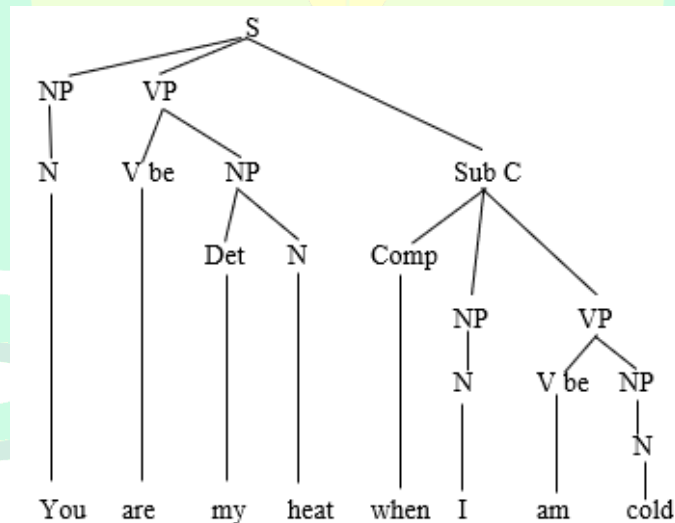 S
NP VP
N V be NP Sub C
Det N Comp
NP VP
N V be NP
N
You are my heat when I am cold